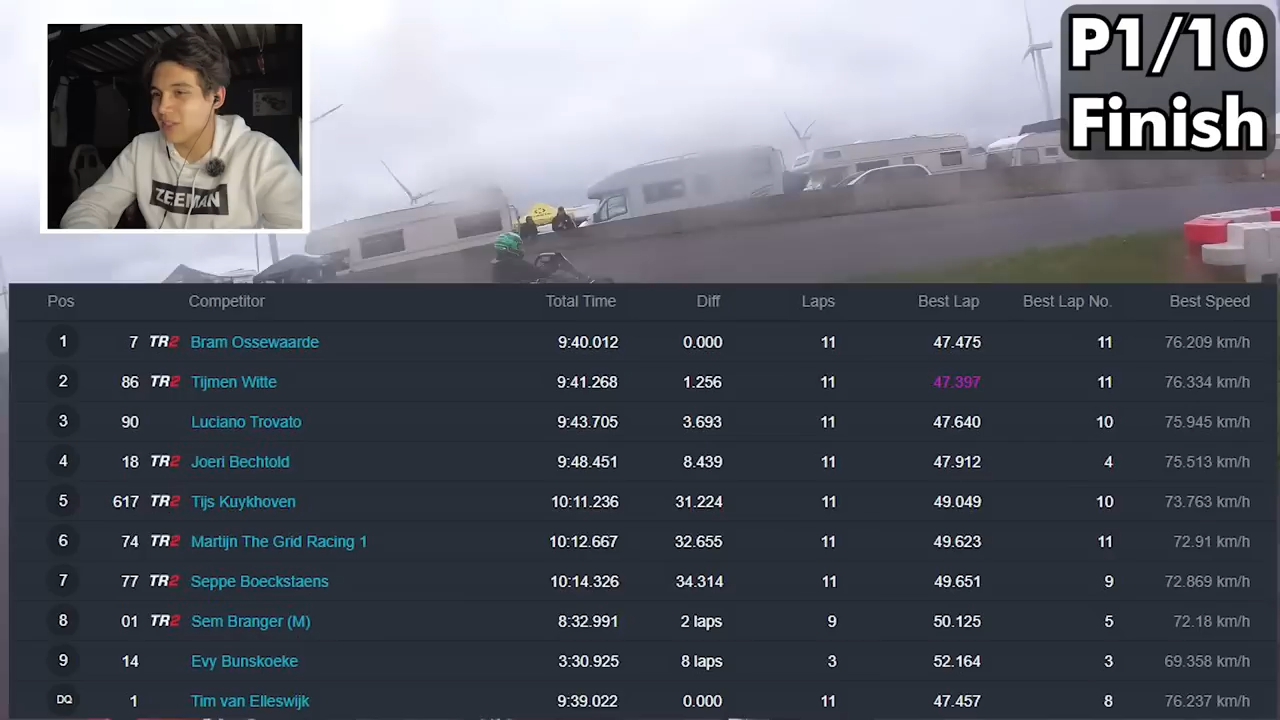 P1/10
Finish
ZEEMAN
Pos Competitor Total Time Diff Laps Best Lap Best Lap No. Best Speed
1 7 TR2 Bram Ossewaarde 9:40.012 0.000 11 47.475 11 76.209 km/h
2 86 TR2 Tijmen Witte 9:41.268 1.256 11 47.397 11 76.334 km/h
3 90 Luciano Trovato 9:43.705 3.693 11 47.640 10 75.945 km/h
4 18 TR2 Joeri Bechtold 9:48.451 8.439 11 47.912 4 75.513 km/h
5 617 TR2 Tijs Kuykhoven 10:11.236 31.224 11 49.049 10 73.763 km/h
6 74 TR2 Martijn The Grid Racing 1 10:12.667 32.655 11 49.623 11 72.91 km/h
7 77 TR2 Seppe Boeckstaens 10:14.326 34.314 11 49.651 9 72.869 km/h
8 01 TR2 Sem Branger (M) 8:32.991 2 laps 9 50.125 5 72.18 km/h
9 14 Evy Bunskoeke 3:30.925 8 laps 3 52.164 3 69.358 km/h
DQ 1 Tim van Elleswijk 9:39.022 0.000 11 47.457 8 76.237 km/h